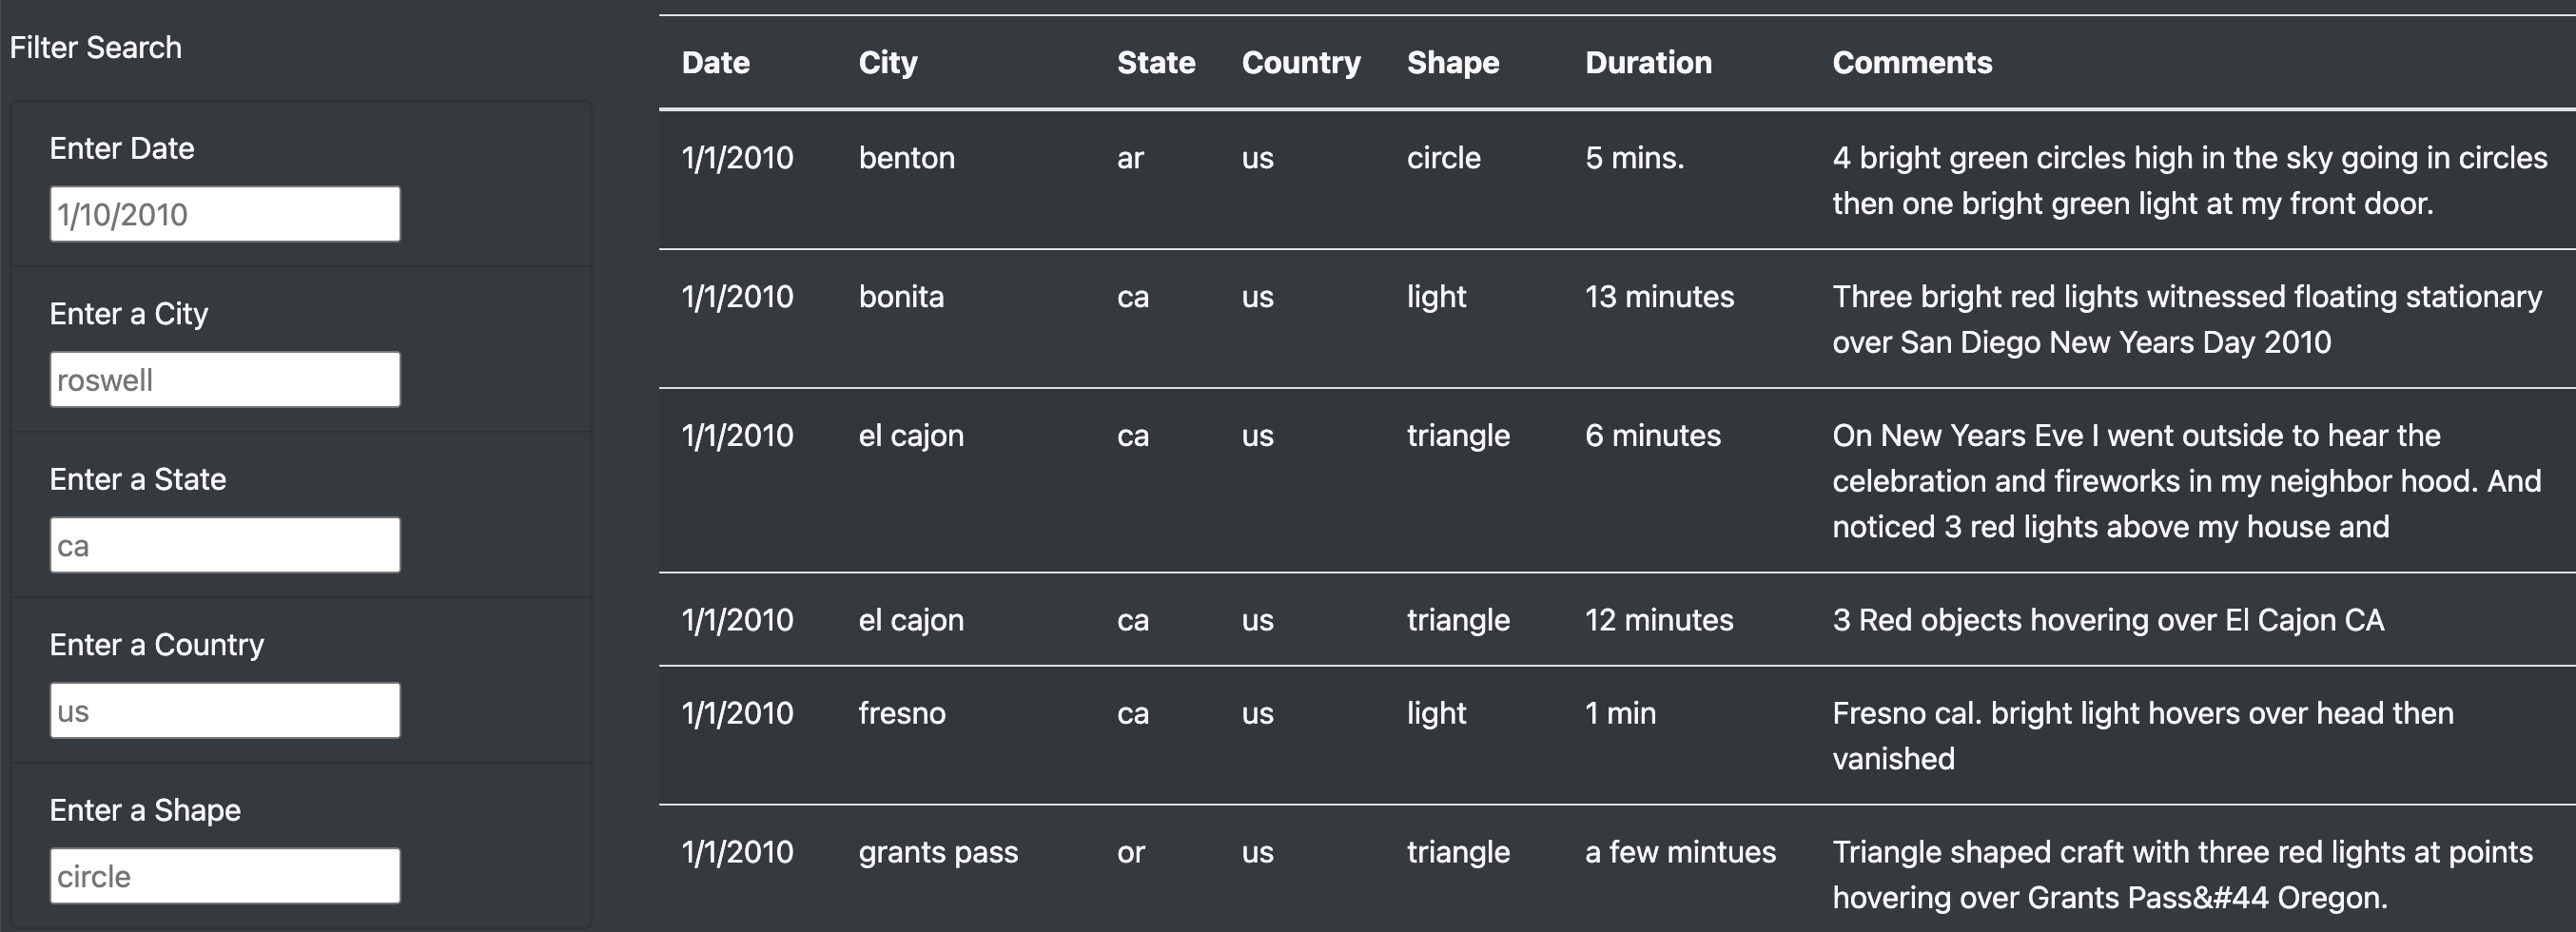 Filter Search
Enter Date
1/10/2010
Enter a City
roswell
Enter a State
ca
Enter a Country
us
Enter a Shape
circle
Date City State Country Shape Duration Comments
1/1/2010 benton ar us circle 5 mins. 4 bright green circles high in the sky going in circles
then one bright green light at my front door.
1/1/2010 bonita ca us light 13 minutes Three bright red lights witnessed floating stationary
over San Diego New Years Day 2010
1/1/2010 el cajon ca us triangle 6 minutes On New Years Eve I went outside to hear the
celebration and fireworks in my neighbor hood. And
noticed 3 red lights above my house and
1/1/2010 el cajon ca us triangle 12 minutes 3 Red objects hovering over El Cajon CA
1/1/2010 fresno ca us light 1 min Fresno cal. bright light hovers over head then
vanished
1/1/2010 grants pass or us triangle a few mintues Triangle shaped craft with three red lights at points
hovering over Grants Pass&#44 Oregon.